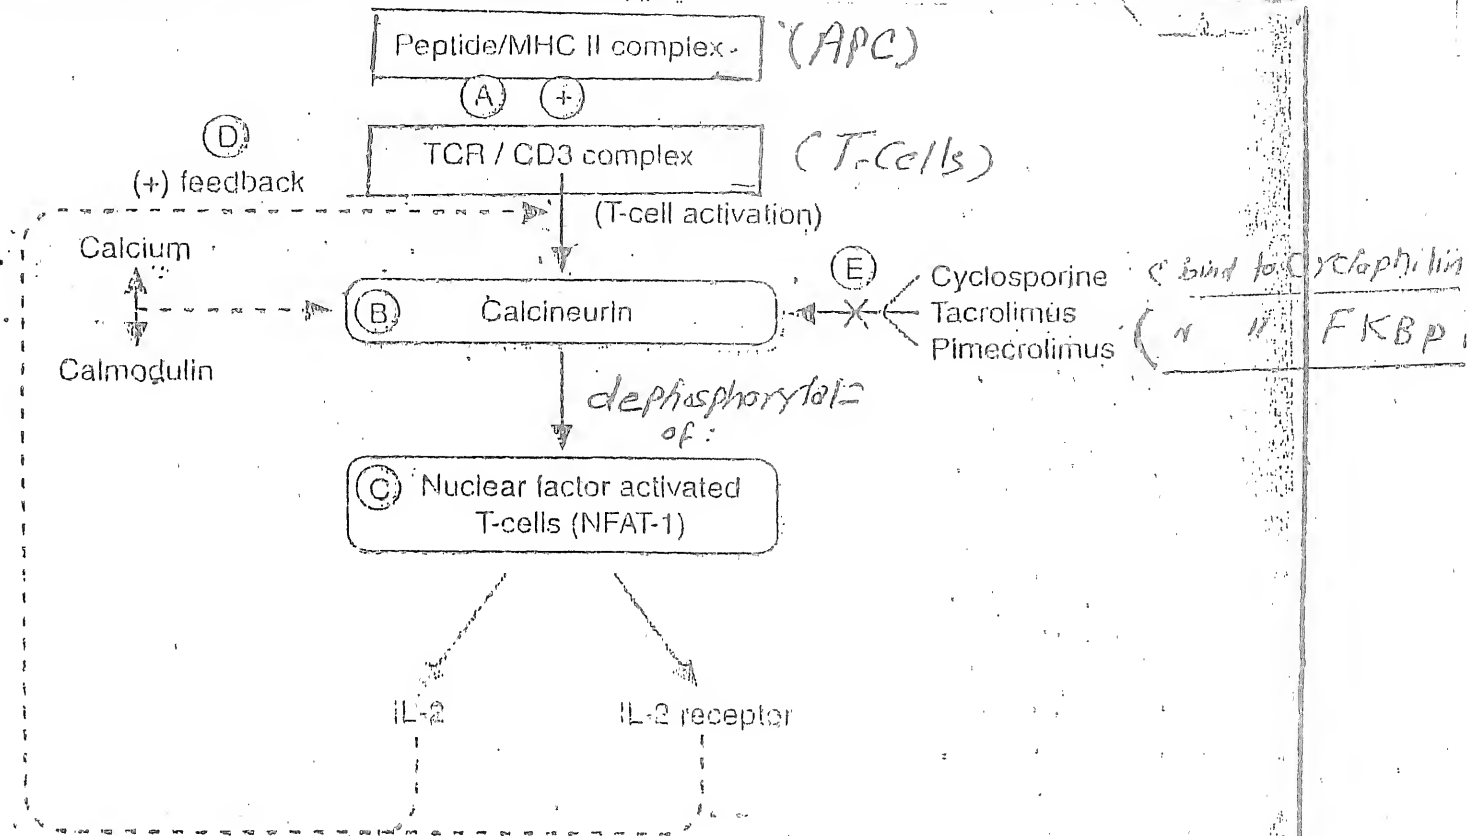 Peptide/MHC II complex (APC)
A +
TCR / CD3 complex (T-Cells)
D
(+) feedback
(T-cell activation)
Calcium
Calmodulin
B Calcineurin
E
Cyclosporine ( bind to Cyclophilin
Tacrolimus
Pimecrolimus ( " " FKBP
dephosphorylat=
of:
C Nuclear factor activated
T-cells (NFAT-1)
IL-2 IL-2 receptor